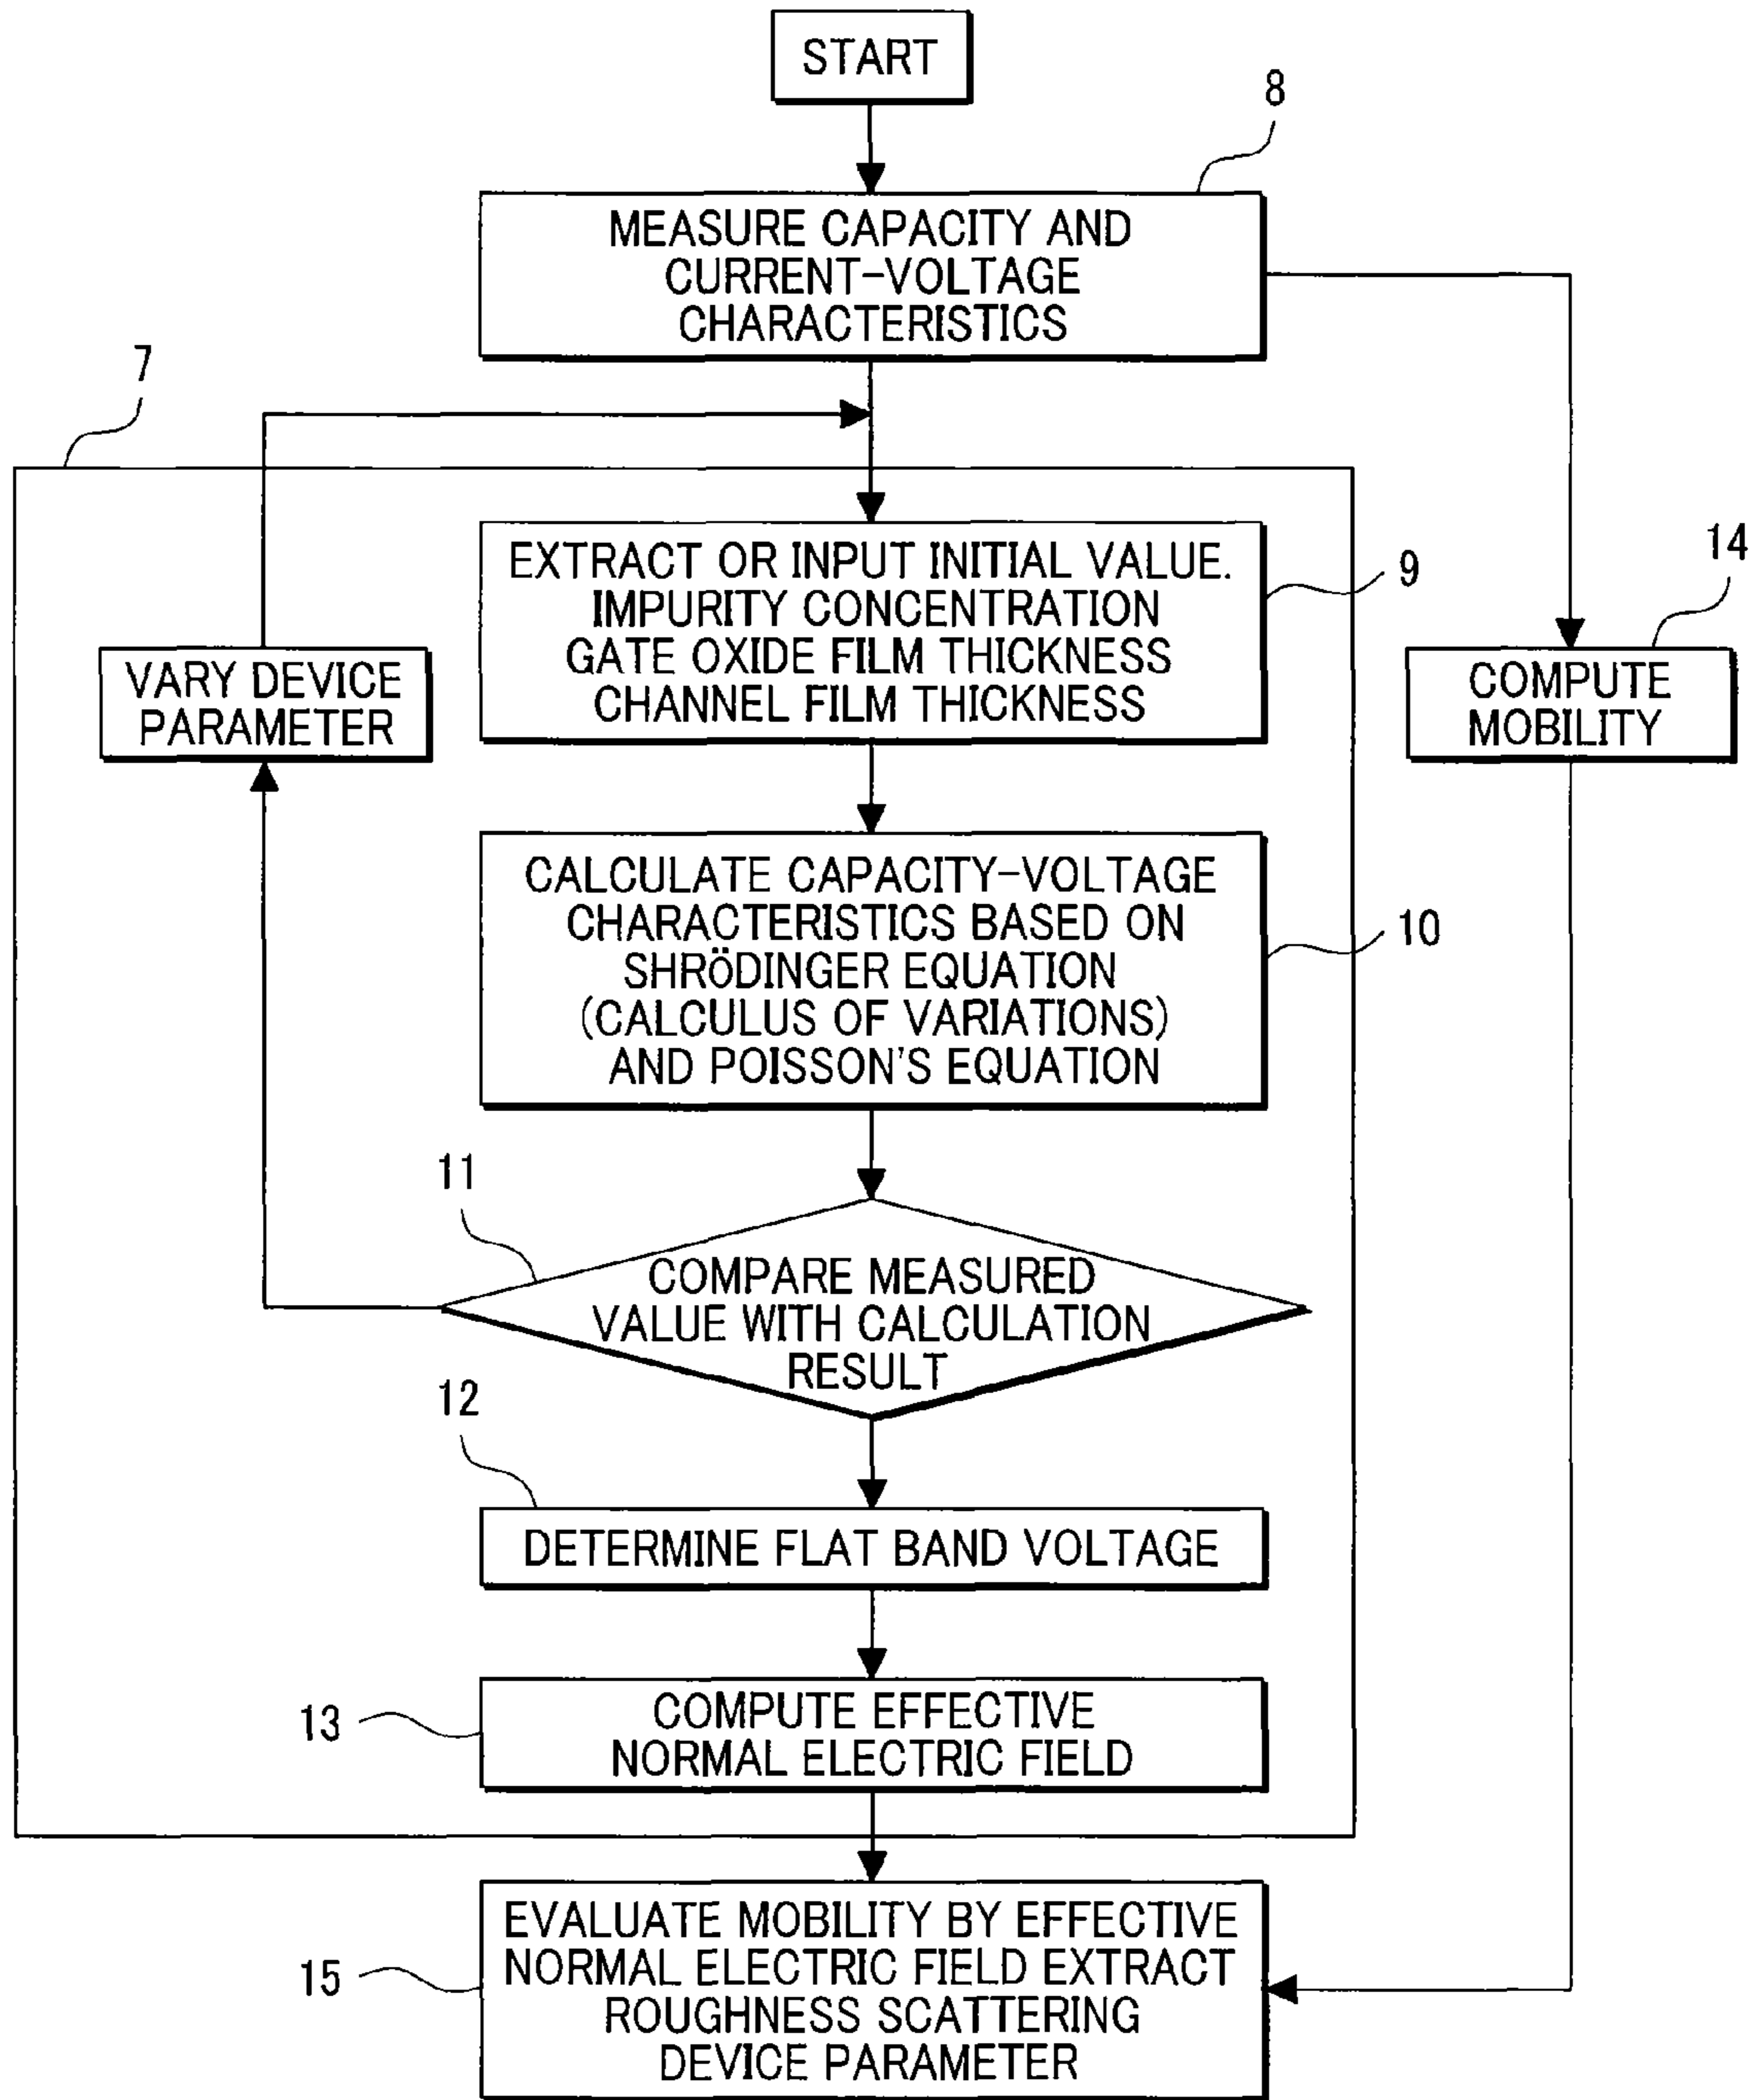 START
8
MEASURE CAPACITY AND
CURRENT-VOLTAGE
CHARACTERISTICS
7
EXTRACT OR INPUT INITIAL VALUE.
IMPURITY CONCENTRATION
GATE OXIDE FILM THICKNESS
CHANNEL FILM THICKNESS
9
14
VARY DEVICE
PARAMETER
COMPUTE
MOBILITY
CALCULATE CAPACITY-VOLTAGE
CHARACTERISTICS BASED ON
SHRÖDINGER EQUATION
(CALCULUS OF VARIATIONS)
AND POISSON'S EQUATION
10
11
COMPARE MEASURED
VALUE WITH CALCULATION
RESULT
12
DETERMINE FLAT BAND VOLTAGE
13
COMPUTE EFFECTIVE
NORMAL ELECTRIC FIELD
15
EVALUATE MOBILITY BY EFFECTIVE
NORMAL ELECTRIC FIELD EXTRACT
ROUGHNESS SCATTERING
DEVICE PARAMETER